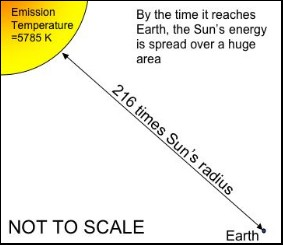 Emission
Temperature
=5785 K
By the time it reaches
Earth, the Sun's energy
is spread over a huge
area
216 times Sun's radius
Earth
NOT TO SCALE